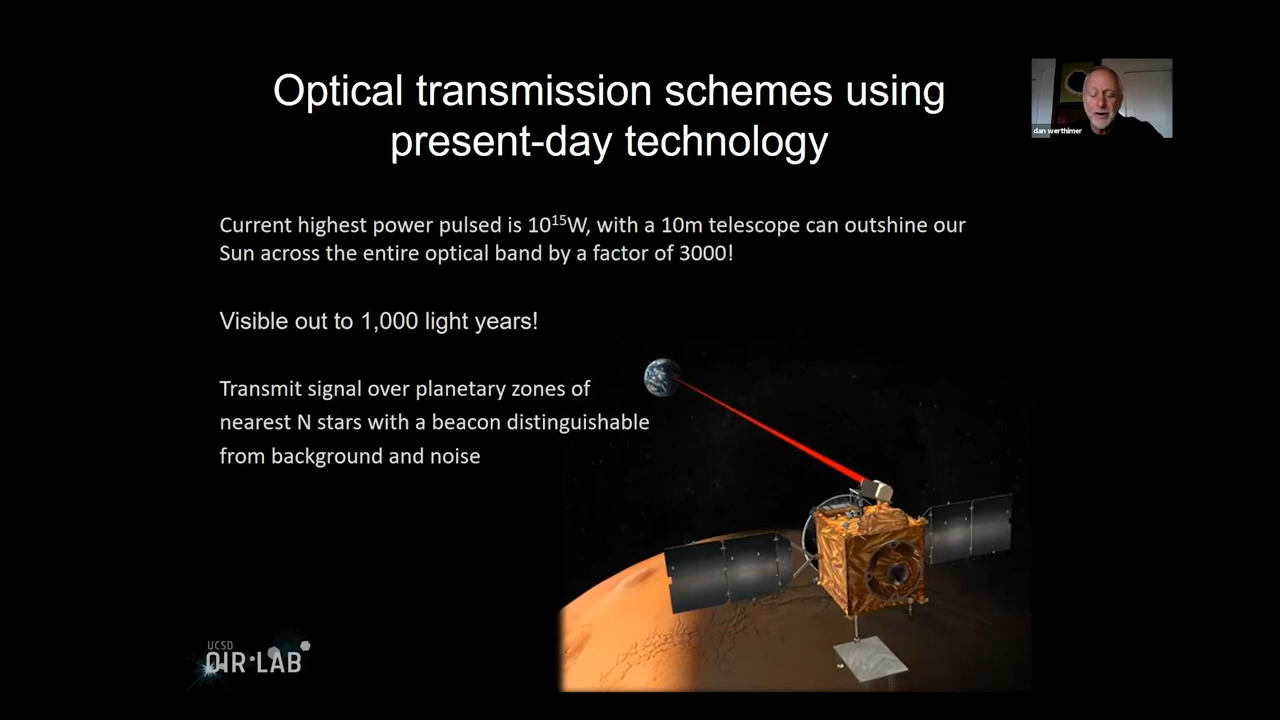 Optical transmission schemes using
present-day technology
dan werthimer
Current highest power pulsed is 10¹⁵W, with a 10m telescope can outshine our
Sun across the entire optical band by a factor of 3000!
Visible out to 1,000 light years!
Transmit signal over planetary zones of
nearest N stars with a beacon distinguishable
from background and noise
UCSD
OIR·LAB